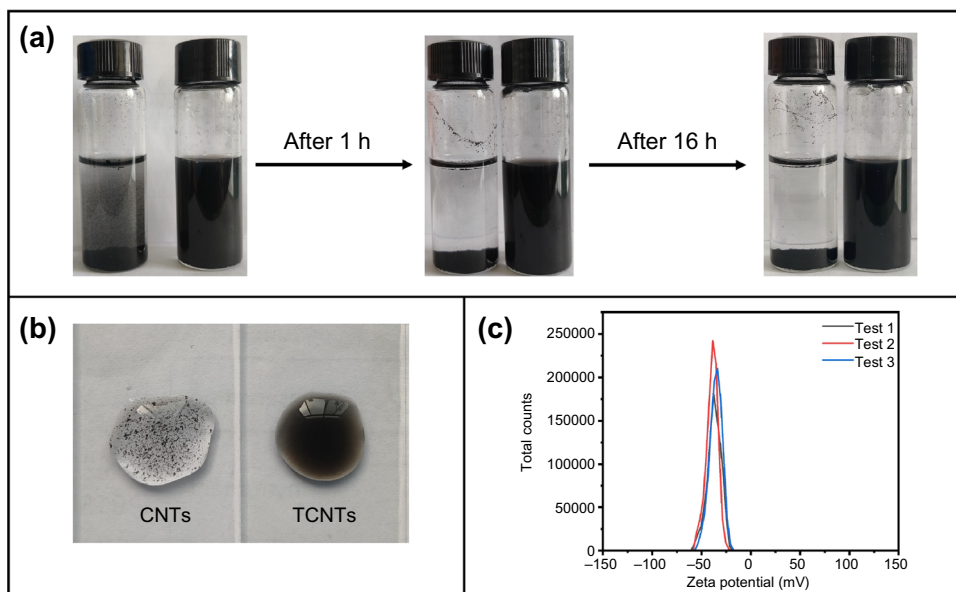 (a)
After 1 h
After 16 h
(b)
CNTs
TCNTs
(c)
250000
200000
150000
100000
50000
0
Total counts
Test 1
Test 2
Test 3
–150
–100
–50
0
50
100
150
Zeta potential (mV)